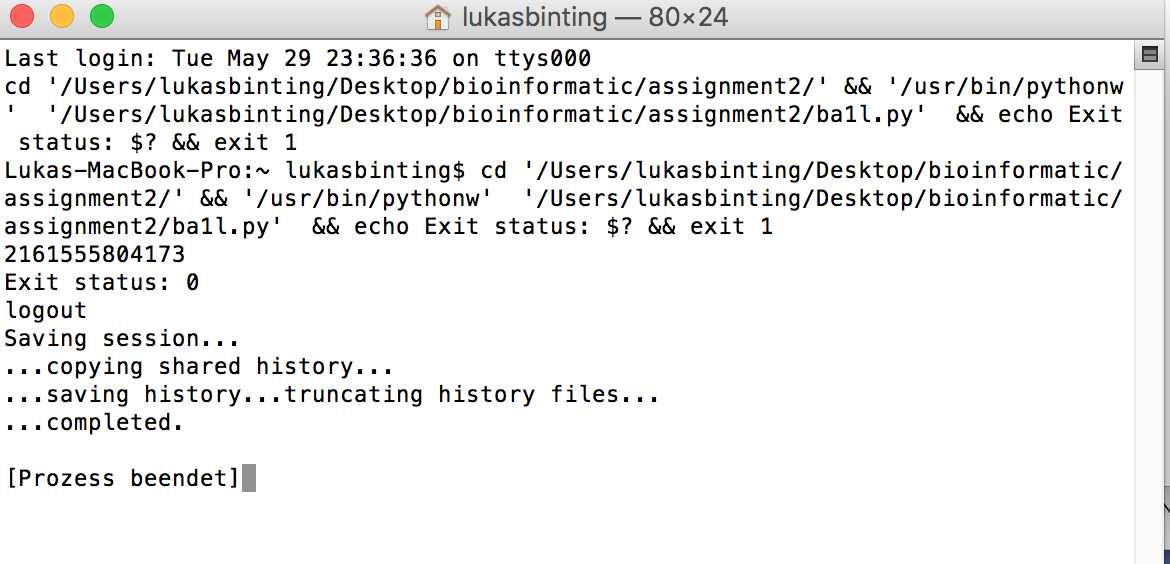 lukasbinting — 80×24
Last login: Tue May 29 23:36:36 on ttys000
cd '/Users/lukasbinting/Desktop/bioinformatic/assignment2/' && '/usr/bin/pythonw
'  '/Users/lukasbinting/Desktop/bioinformatic/assignment2/ba1l.py'  && echo Exit
 status: $? && exit 1
Lukas-MacBook-Pro:~ lukasbinting$ cd '/Users/lukasbinting/Desktop/bioinformatic/
assignment2/' && '/usr/bin/pythonw'  '/Users/lukasbinting/Desktop/bioinformatic/
assignment2/ba1l.py'  && echo Exit status: $? && exit 1
2161555804173
Exit status: 0
logout
Saving session...
...copying shared history...
...saving history...truncating history files...
...completed.

[Prozess beendet]